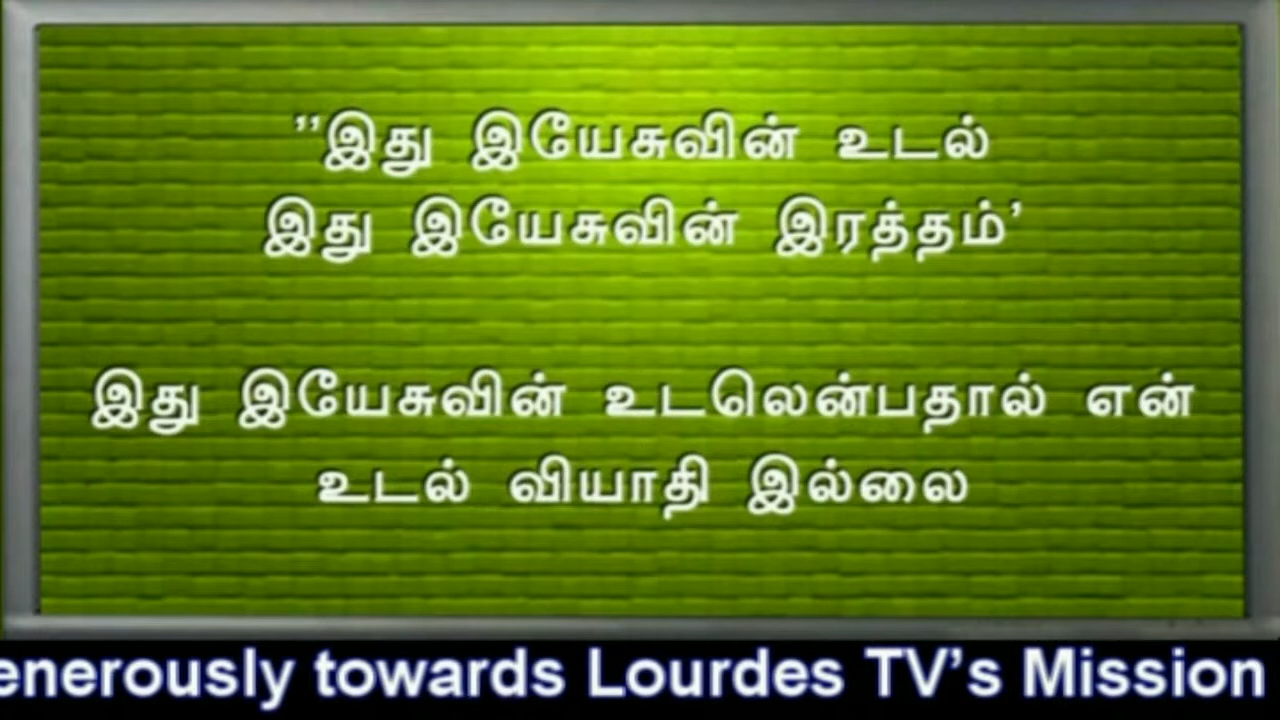 ”இது இயேசுவின் உடல்
இது இயேசுவின் இரத்தம்’
இது இயேசுவின் உடலென்பதால் என்
உடல் வியாதி இல்லை
enerously towards Lourdes TV’s Mission